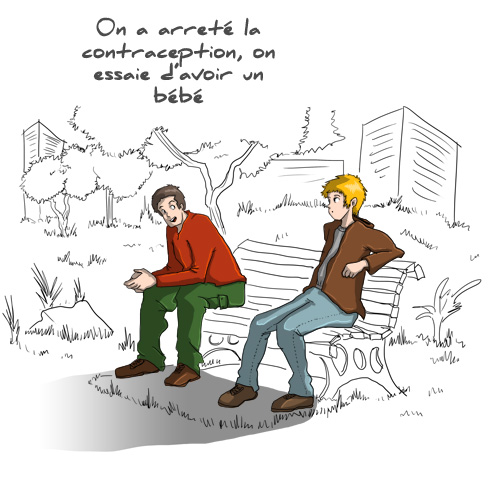 On a arreté la
contraception, on
essaie d'avoir un
bébé